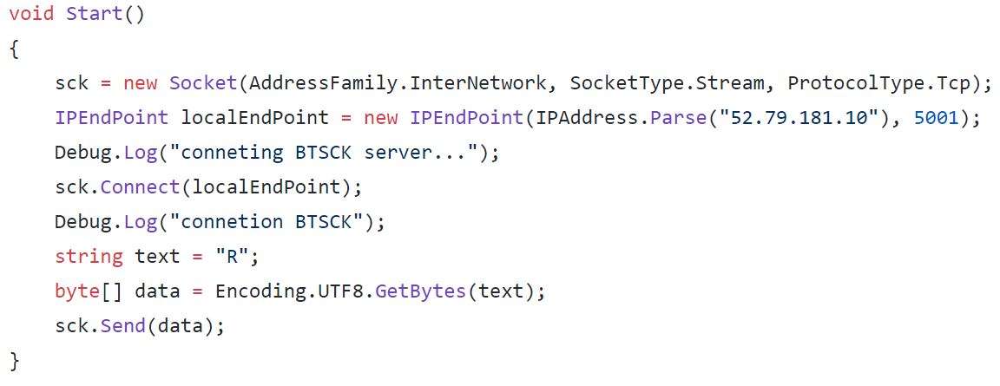 void Start()
{
    sck = new Socket(AddressFamily.InterNetwork, SocketType.Stream, ProtocolType.Tcp);
    IPEndPoint localEndPoint = new IPEndPoint(IPAddress.Parse("52.79.181.10"), 5001);
    Debug.Log("conneting BTSCK server...");
    sck.Connect(localEndPoint);
    Debug.Log("connetion BTSCK");
    string text = "R";
    byte[] data = Encoding.UTF8.GetBytes(text);
    sck.Send(data);
}